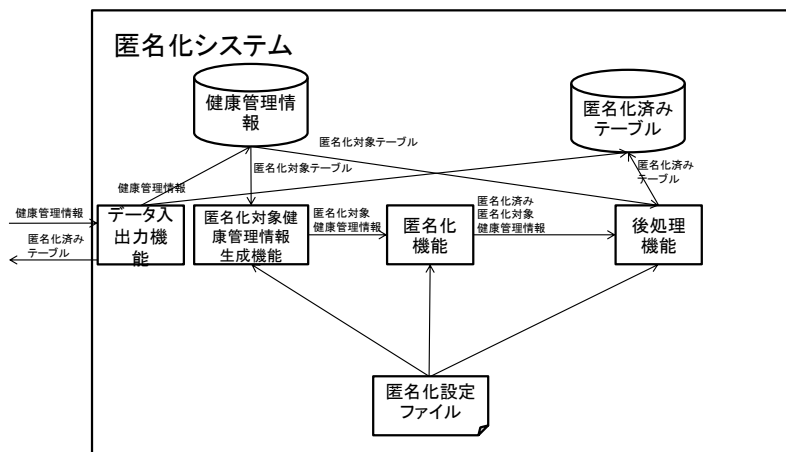 匿名化システム
健康管理情
報
匿名化済み
テーブル
匿名化対象テーブル
匿名化対象テーブル
匿名化済み
テーブル
健康管理情報
健康管理情報
匿名化済み
テーブル
データ入
出力機
能
匿名化対象健
康管理情報
生成機能
匿名化対象
健康管理情報
匿名化
機能
匿名化済み
匿名化対象
健康管理情報
後処理
機能
匿名化設定
ファイル